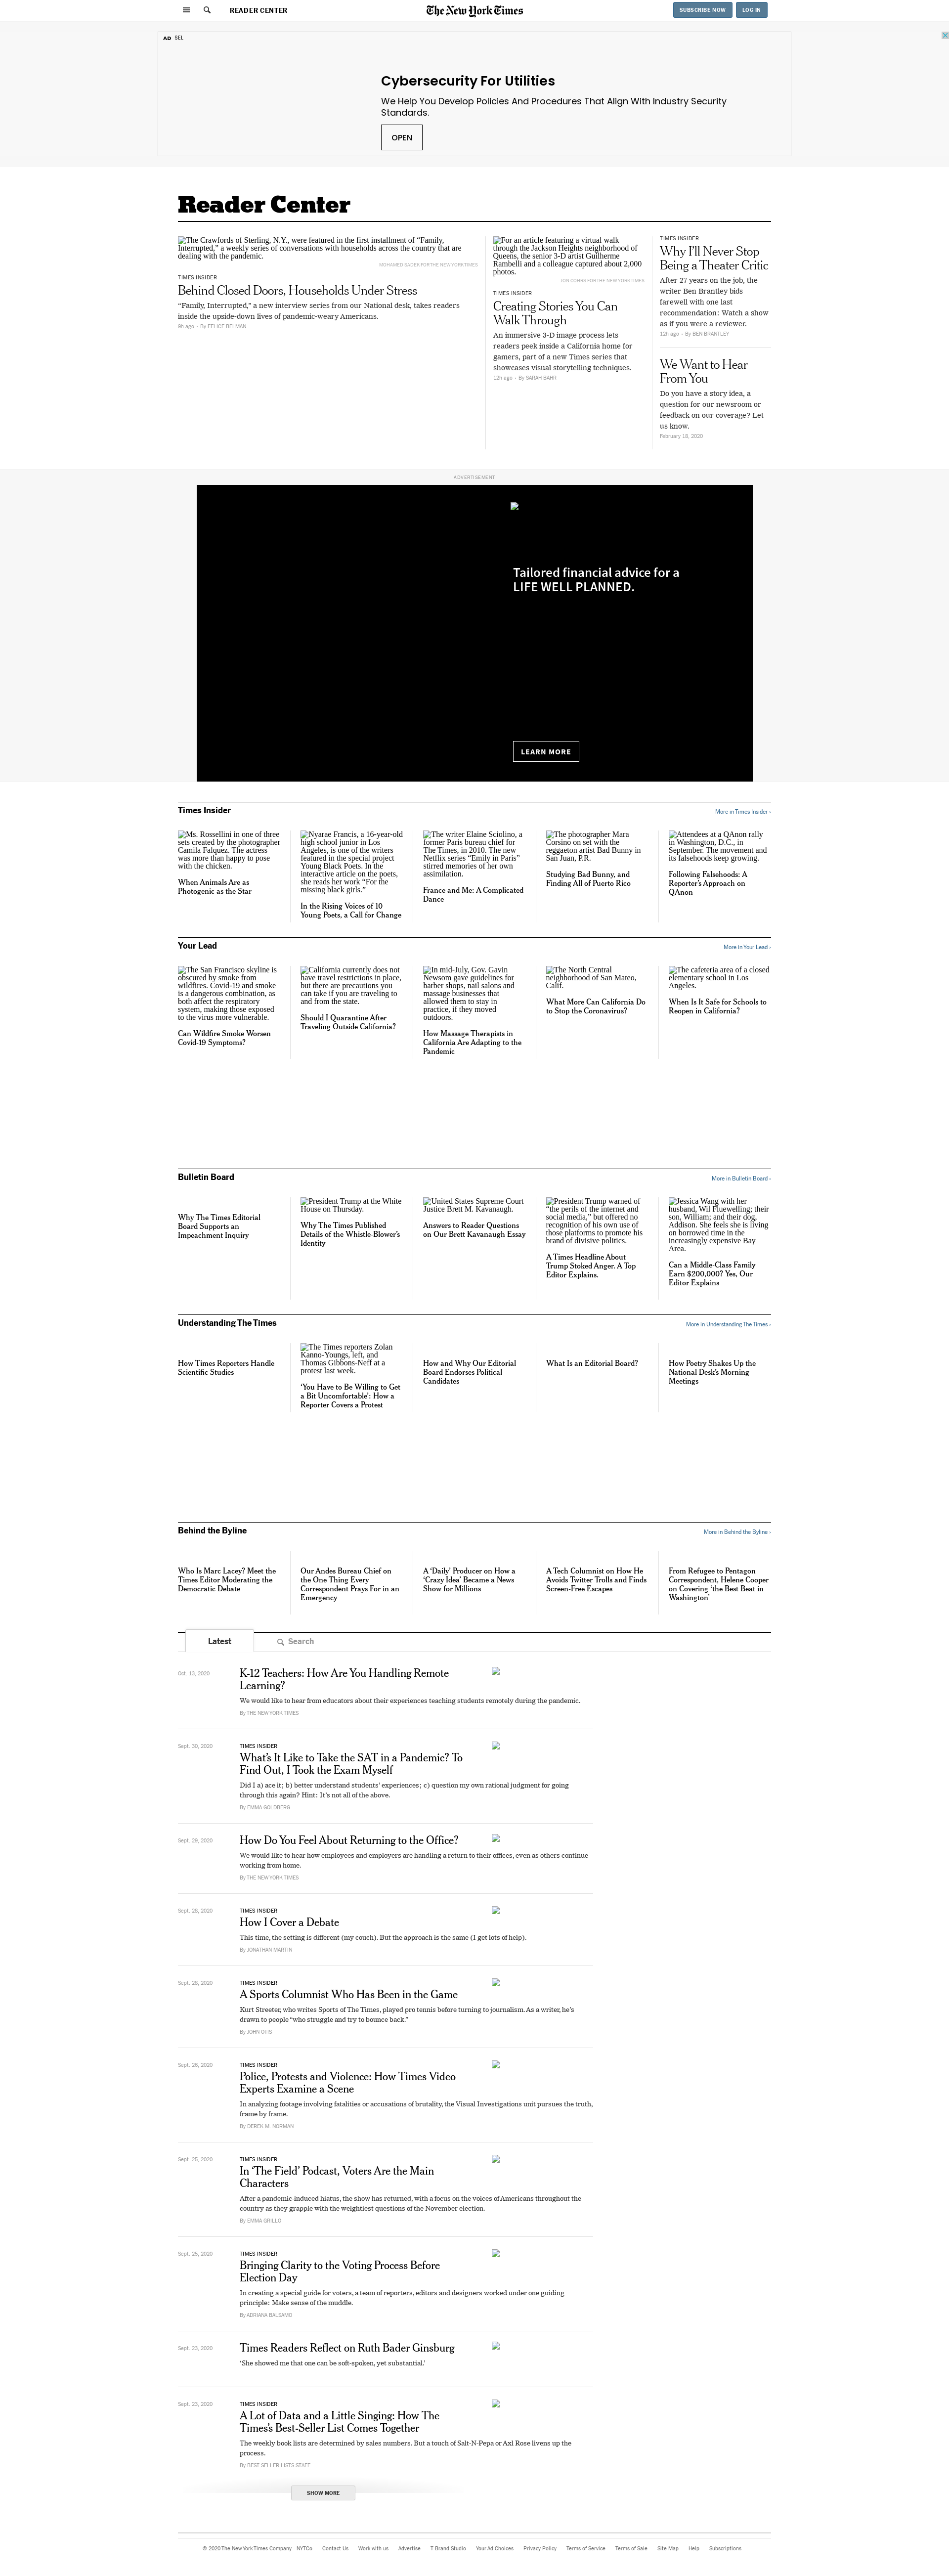 READER CENTER
The New York Times
SUBSCRIBE NOW
LOG IN
AD SEL
Cybersecurity For Utilities
We Help You Develop Policies And Procedures That Align With Industry Security
Standards.
OPEN
Reader Center
The Crawfords of Sterling, N.Y., were featured in the first installment of “Family,
Interrupted,” a weekly series of conversations with households across the country that are
dealing with the pandemic.
MOHAMED SADEK FOR THE NEW YORK TIMES
TIMES INSIDER
Behind Closed Doors, Households Under Stress
“Family, Interrupted,” a new interview series from our National desk, takes readers
inside the upside-down lives of pandemic-weary Americans.
9h ago - By FELICE BELMAN
For an article featuring a virtual walk
through the Jackson Heights neighborhood of
Queens, the senior 3-D artist Guilherme
Rambelli and a colleague captured about 2,000
photos.
JON COHRS FOR THE NEW YORK TIMES
TIMES INSIDER
Creating Stories You Can
Walk Through
An immersive 3-D image process lets
readers peek inside a California home for
gamers, part of a new Times series that
showcases visual storytelling techniques.
12h ago - By SARAH BAHR
TIMES INSIDER
Why I’ll Never Stop
Being a Theater Critic
After 27 years on the job, the
writer Ben Brantley bids
farewell with one last
recommendation: Watch a show
as if you were a reviewer.
12h ago - By BEN BRANTLEY
We Want to Hear
From You
Do you have a story idea, a
question for our newsroom or
feedback on our coverage? Let
us know.
February 18, 2020
ADVERTISEMENT
Tailored financial advice for a
LIFE WELL PLANNED.
LEARN MORE
Times Insider
More in Times Insider ›
Ms. Rossellini in one of three
sets created by the photographer
Camila Falquez. The actress
was more than happy to pose
with the chicken.
When Animals Are as
Photogenic as the Star
Nyarae Francis, a 16-year-old
high school junior in Los
Angeles, is one of the writers
featured in the special project
Young Black Poets. In the
interactive article on the poets,
she reads her work “For the
missing black girls.”
In the Rising Voices of 10
Young Poets, a Call for Change
The writer Elaine Sciolino, a
former Paris bureau chief for
The Times, in 2010. The new
Netflix series “Emily in Paris”
stirred memories of her own
assimilation.
France and Me: A Complicated
Dance
The photographer Mara
Corsino on set with the
reggaeton artist Bad Bunny in
San Juan, P.R.
Studying Bad Bunny, and
Finding All of Puerto Rico
Attendees at a QAnon rally
in Washington, D.C., in
September. The movement and
its falsehoods keep growing.
Following Falsehoods: A
Reporter’s Approach on
QAnon
Your Lead
More in Your Lead ›
The San Francisco skyline is
obscured by smoke from
wildfires. Covid-19 and smoke
is a dangerous combination, as
both affect the respiratory
system, making those exposed
to the virus more vulnerable.
Can Wildfire Smoke Worsen
Covid-19 Symptoms?
California currently does not
have travel restrictions in place,
but there are precautions you
can take if you are traveling to
and from the state.
Should I Quarantine After
Traveling Outside California?
In mid-July, Gov. Gavin
Newsom gave guidelines for
barber shops, nail salons and
massage businesses that
allowed them to stay in
practice, if they moved
outdoors.
How Massage Therapists in
California Are Adapting to the
Pandemic
The North Central
neighborhood of San Mateo,
Calif.
What More Can California Do
to Stop the Coronavirus?
The cafeteria area of a closed
elementary school in Los
Angeles.
When Is It Safe for Schools to
Reopen in California?
Bulletin Board
More in Bulletin Board ›
Why The Times Editorial
Board Supports an
Impeachment Inquiry
President Trump at the White
House on Thursday.
Why The Times Published
Details of the Whistle-Blower’s
Identity
United States Supreme Court
Justice Brett M. Kavanaugh.
Answers to Reader Questions
on Our Brett Kavanaugh Essay
President Trump warned of
“the perils of the internet and
social media,” but offered no
recognition of his own use of
those platforms to promote his
brand of divisive politics.
A Times Headline About
Trump Stoked Anger. A Top
Editor Explains.
Jessica Wang with her
husband, Wil Fluewelling; their
son, William; and their dog,
Addison. She feels she is living
on borrowed time in the
increasingly expensive Bay
Area.
Can a Middle-Class Family
Earn $200,000? Yes, Our
Editor Explains
Understanding The Times
More in Understanding The Times ›
How Times Reporters Handle
Scientific Studies
The Times reporters Zolan
Kanno-Youngs, left, and
Thomas Gibbons-Neff at a
protest last week.
‘You Have to Be Willing to Get
a Bit Uncomfortable’: How a
Reporter Covers a Protest
How and Why Our Editorial
Board Endorses Political
Candidates
What Is an Editorial Board?
How Poetry Shakes Up the
National Desk’s Morning
Meetings
Behind the Byline
More in Behind the Byline ›
Who Is Marc Lacey? Meet the
Times Editor Moderating the
Democratic Debate
Our Andes Bureau Chief on
the One Thing Every
Correspondent Prays For in an
Emergency
A ‘Daily’ Producer on How a
‘Crazy Idea’ Became a News
Show for Millions
A Tech Columnist on How He
Avoids Twitter Trolls and Finds
Screen-Free Escapes
From Refugee to Pentagon
Correspondent, Helene Cooper
on Covering ‘the Best Beat in
Washington’
Latest
Search
Oct. 13, 2020
K-12 Teachers: How Are You Handling Remote
Learning?
We would like to hear from educators about their experiences teaching students remotely during the pandemic.
By THE NEW YORK TIMES
Sept. 30, 2020
TIMES INSIDER
What’s It Like to Take the SAT in a Pandemic? To
Find Out, I Took the Exam Myself
Did I a) ace it; b) better understand students’ experiences; c) question my own rational judgment for going
through this again? Hint: It’s not all of the above.
By EMMA GOLDBERG
Sept. 29, 2020
How Do You Feel About Returning to the Office?
We would like to hear how employees and employers are handling a return to their offices, even as others continue
working from home.
By THE NEW YORK TIMES
Sept. 28, 2020
TIMES INSIDER
How I Cover a Debate
This time, the setting is different (my couch). But the approach is the same (I get lots of help).
By JONATHAN MARTIN
Sept. 28, 2020
TIMES INSIDER
A Sports Columnist Who Has Been in the Game
Kurt Streeter, who writes Sports of The Times, played pro tennis before turning to journalism. As a writer, he’s
drawn to people “who struggle and try to bounce back.”
By JOHN OTIS
Sept. 26, 2020
TIMES INSIDER
Police, Protests and Violence: How Times Video
Experts Examine a Scene
In analyzing footage involving fatalities or accusations of brutality, the Visual Investigations unit pursues the truth,
frame by frame.
By DEREK M. NORMAN
Sept. 25, 2020
TIMES INSIDER
In ‘The Field’ Podcast, Voters Are the Main
Characters
After a pandemic-induced hiatus, the show has returned, with a focus on the voices of Americans throughout the
country as they grapple with the weightiest questions of the November election.
By EMMA GRILLO
Sept. 25, 2020
TIMES INSIDER
Bringing Clarity to the Voting Process Before
Election Day
In creating a special guide for voters, a team of reporters, editors and designers worked under one guiding
principle: Make sense of the muddle.
By ADRIANA BALSAMO
Sept. 23, 2020
Times Readers Reflect on Ruth Bader Ginsburg
‘She showed me that one can be soft-spoken, yet substantial.’
Sept. 23, 2020
TIMES INSIDER
A Lot of Data and a Little Singing: How The
Times’s Best-Seller List Comes Together
The weekly book lists are determined by sales numbers. But a touch of Salt-N-Pepa or Axl Rose livens up the
process.
By BEST-SELLER LISTS STAFF
SHOW MORE
© 2020 The New York Times Company NYTCo Contact Us Work with us Advertise T Brand Studio Your Ad Choices Privacy Policy Terms of Service Terms of Sale Site Map Help Subscriptions